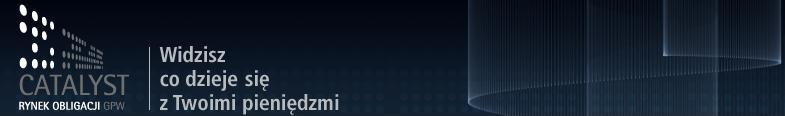 CATALYST
RYNEK OBLIGACJI GPW
Widzisz
co dzieje się
z Twoimi pieniędzmi